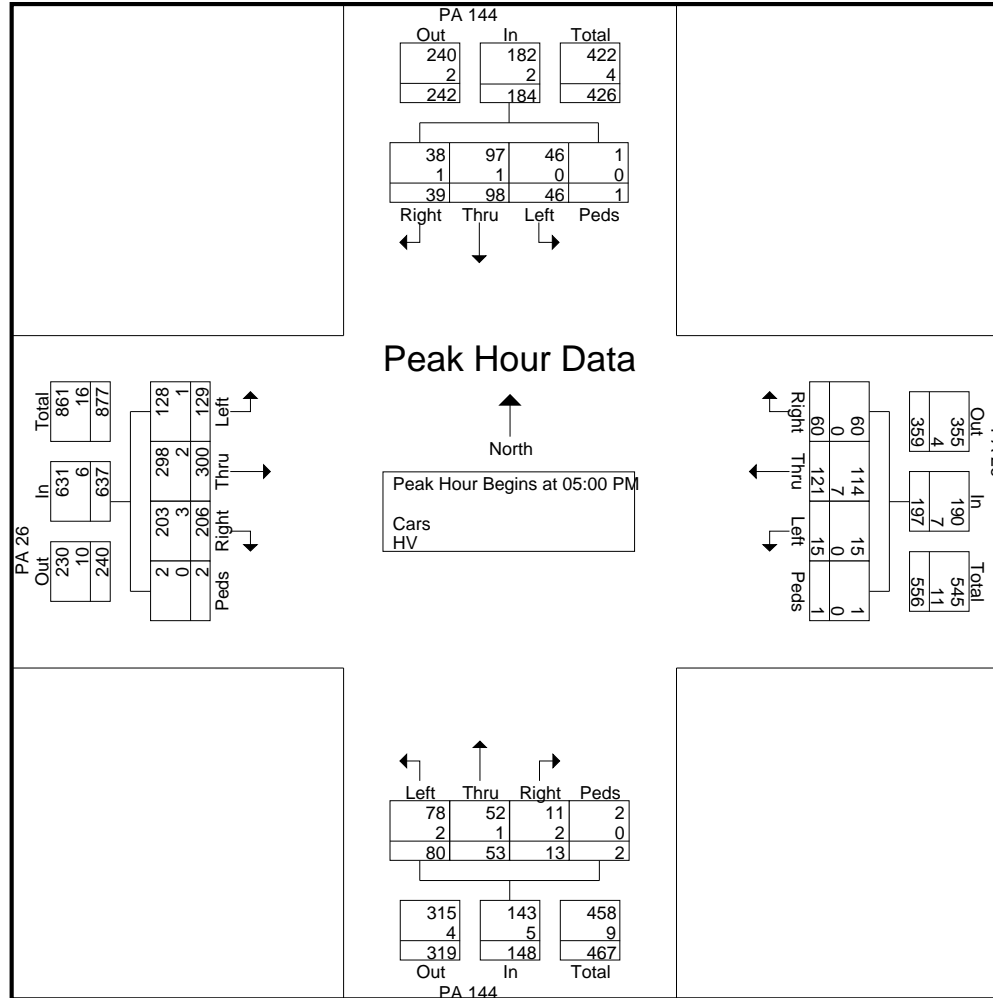 PA 144
Out In Total
240 182 422
2 2 4
242 184 426
38 97 46 1
1 1 0 0
39 98 46 1
Right Thru Left Peds
Peak Hour Data
North
Peak Hour Begins at 05:00 PM
Cars
HV
PA 26
Out In Total
230 631 861
10 6 16
240 637 877
Peds Right Thru Left
2 203 298 128
0 3 2 1
2 206 300 129
Right Thru Left Peds
60 114 15 1
0 7 0 0
60 121 15 1
Out In Total
355 190 545
4 7 11
359 197 556
Left Thru Right Peds
78 52 11 2
2 1 2 0
80 53 13 2
315 143 458
4 5 9
319 148 467
Out In Total
PA 144